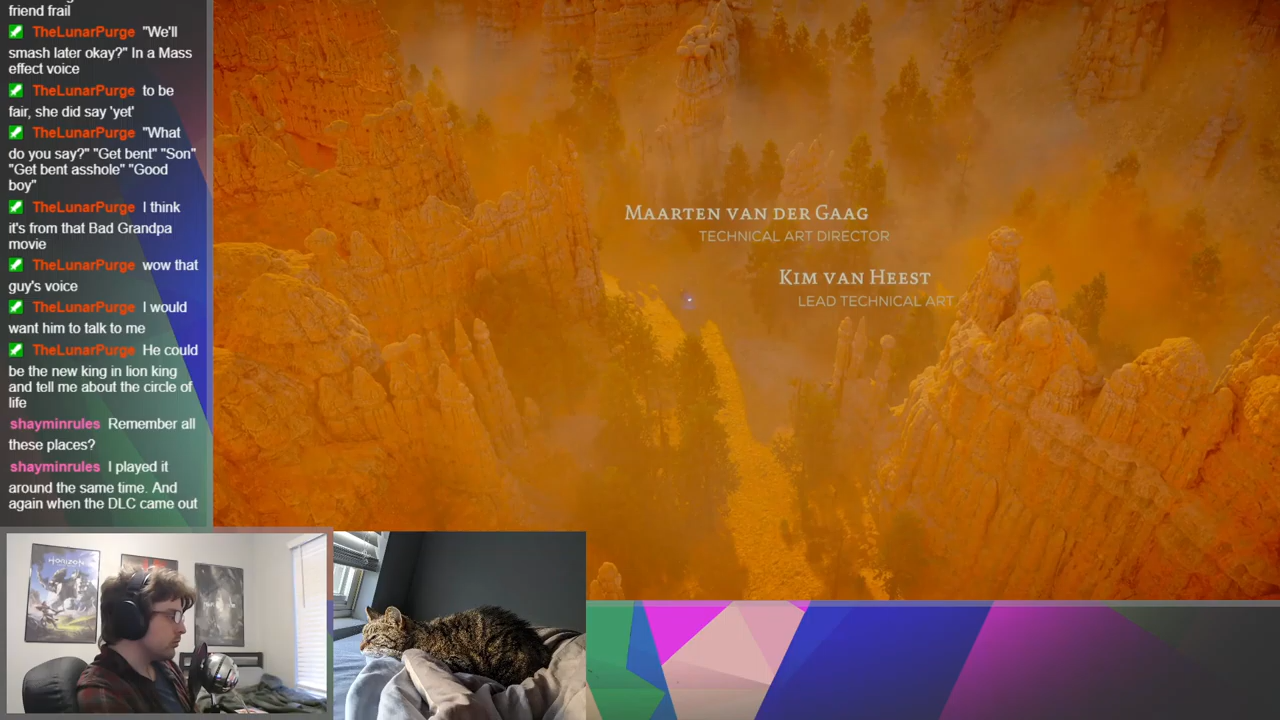 friend frail
TheLunarPurge "We'll
smash later okay?" In a Mass
effect voice
TheLunarPurge to be
fair, she did say 'yet'
TheLunarPurge "What
do you say?" "Get bent" "Son"
"Get bent asshole" "Good
boy"
TheLunarPurge I think
it's from that Bad Grandpa
movie
TheLunarPurge wow that
guy's voice
TheLunarPurge I would
want him to talk to me
TheLunarPurge He could
be the new king in lion king
and tell me about the circle of
life
shayminrules Remember all
these places?
shayminrules I played it
around the same time. And
again when the DLC came out
Maarten van der Gaag
TECHNICAL ART DIRECTOR
Kim van Heest
LEAD TECHNICAL ART
HORIZON